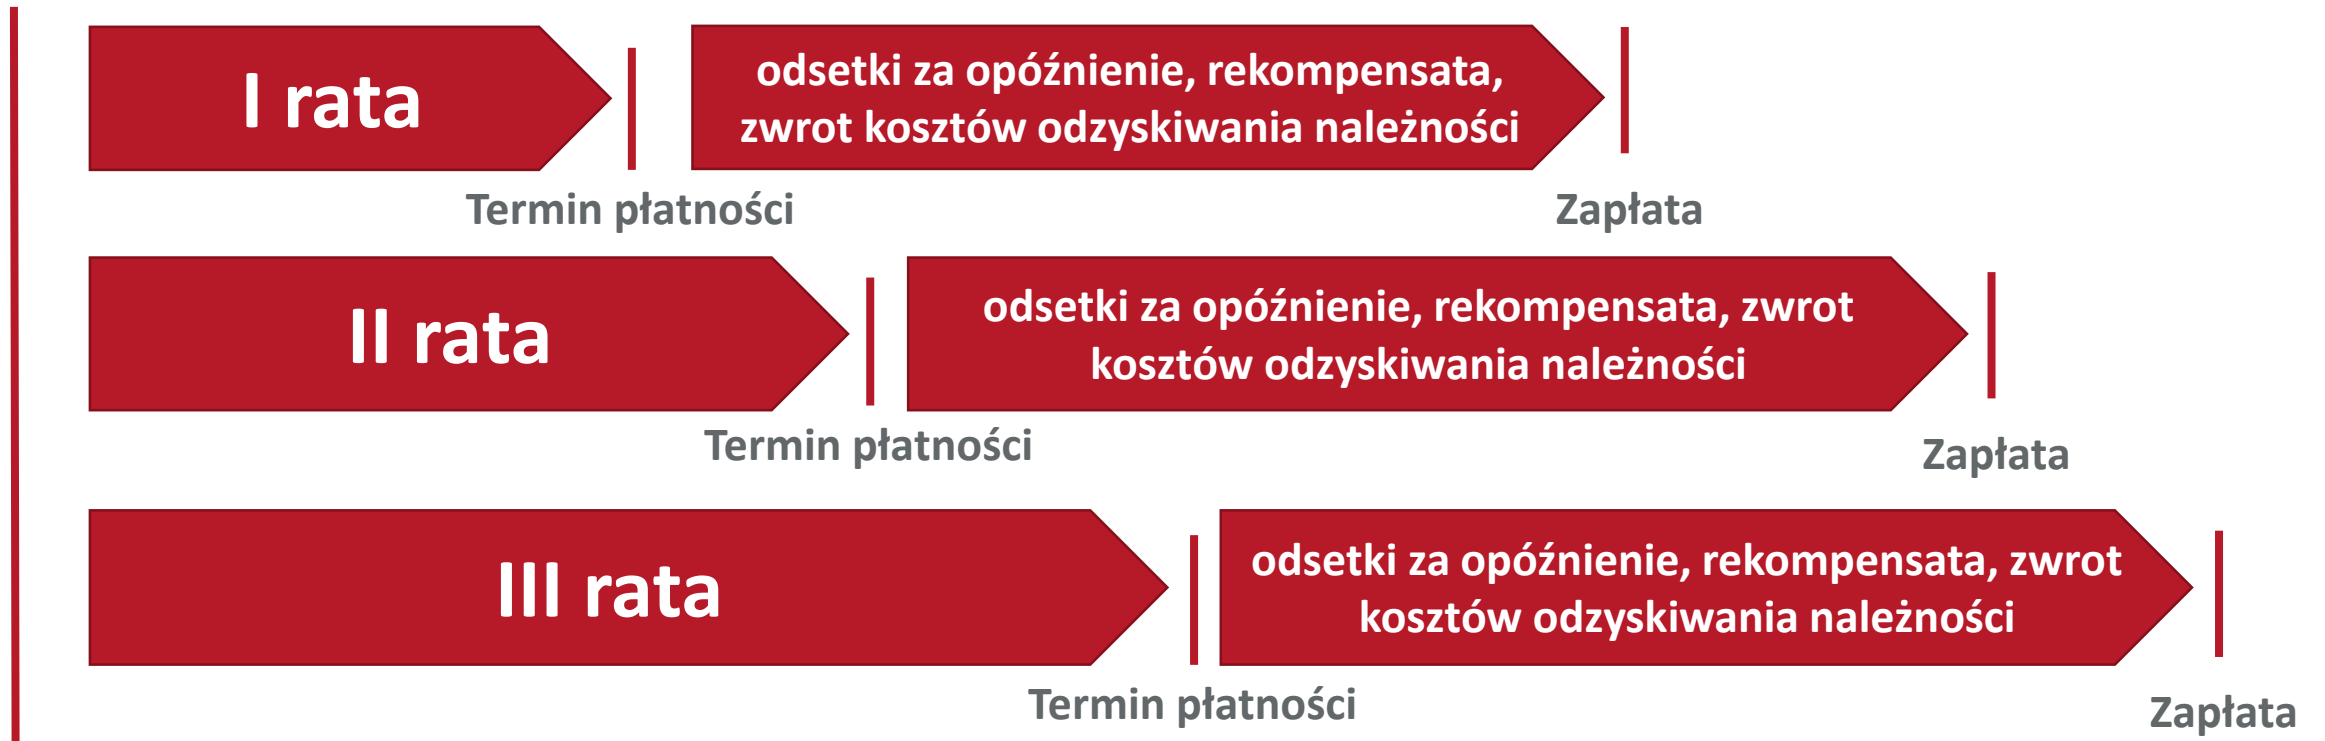 I rata
odsetki za opóźnienie, rekompensata,
zwrot kosztów odzyskiwania należności
Termin płatności
Zapłata
II rata
odsetki za opóźnienie, rekompensata, zwrot
kosztów odzyskiwania należności
Termin płatności
Zapłata
III rata
odsetki za opóźnienie, rekompensata, zwrot
kosztów odzyskiwania należności
Termin płatności
Zapłata